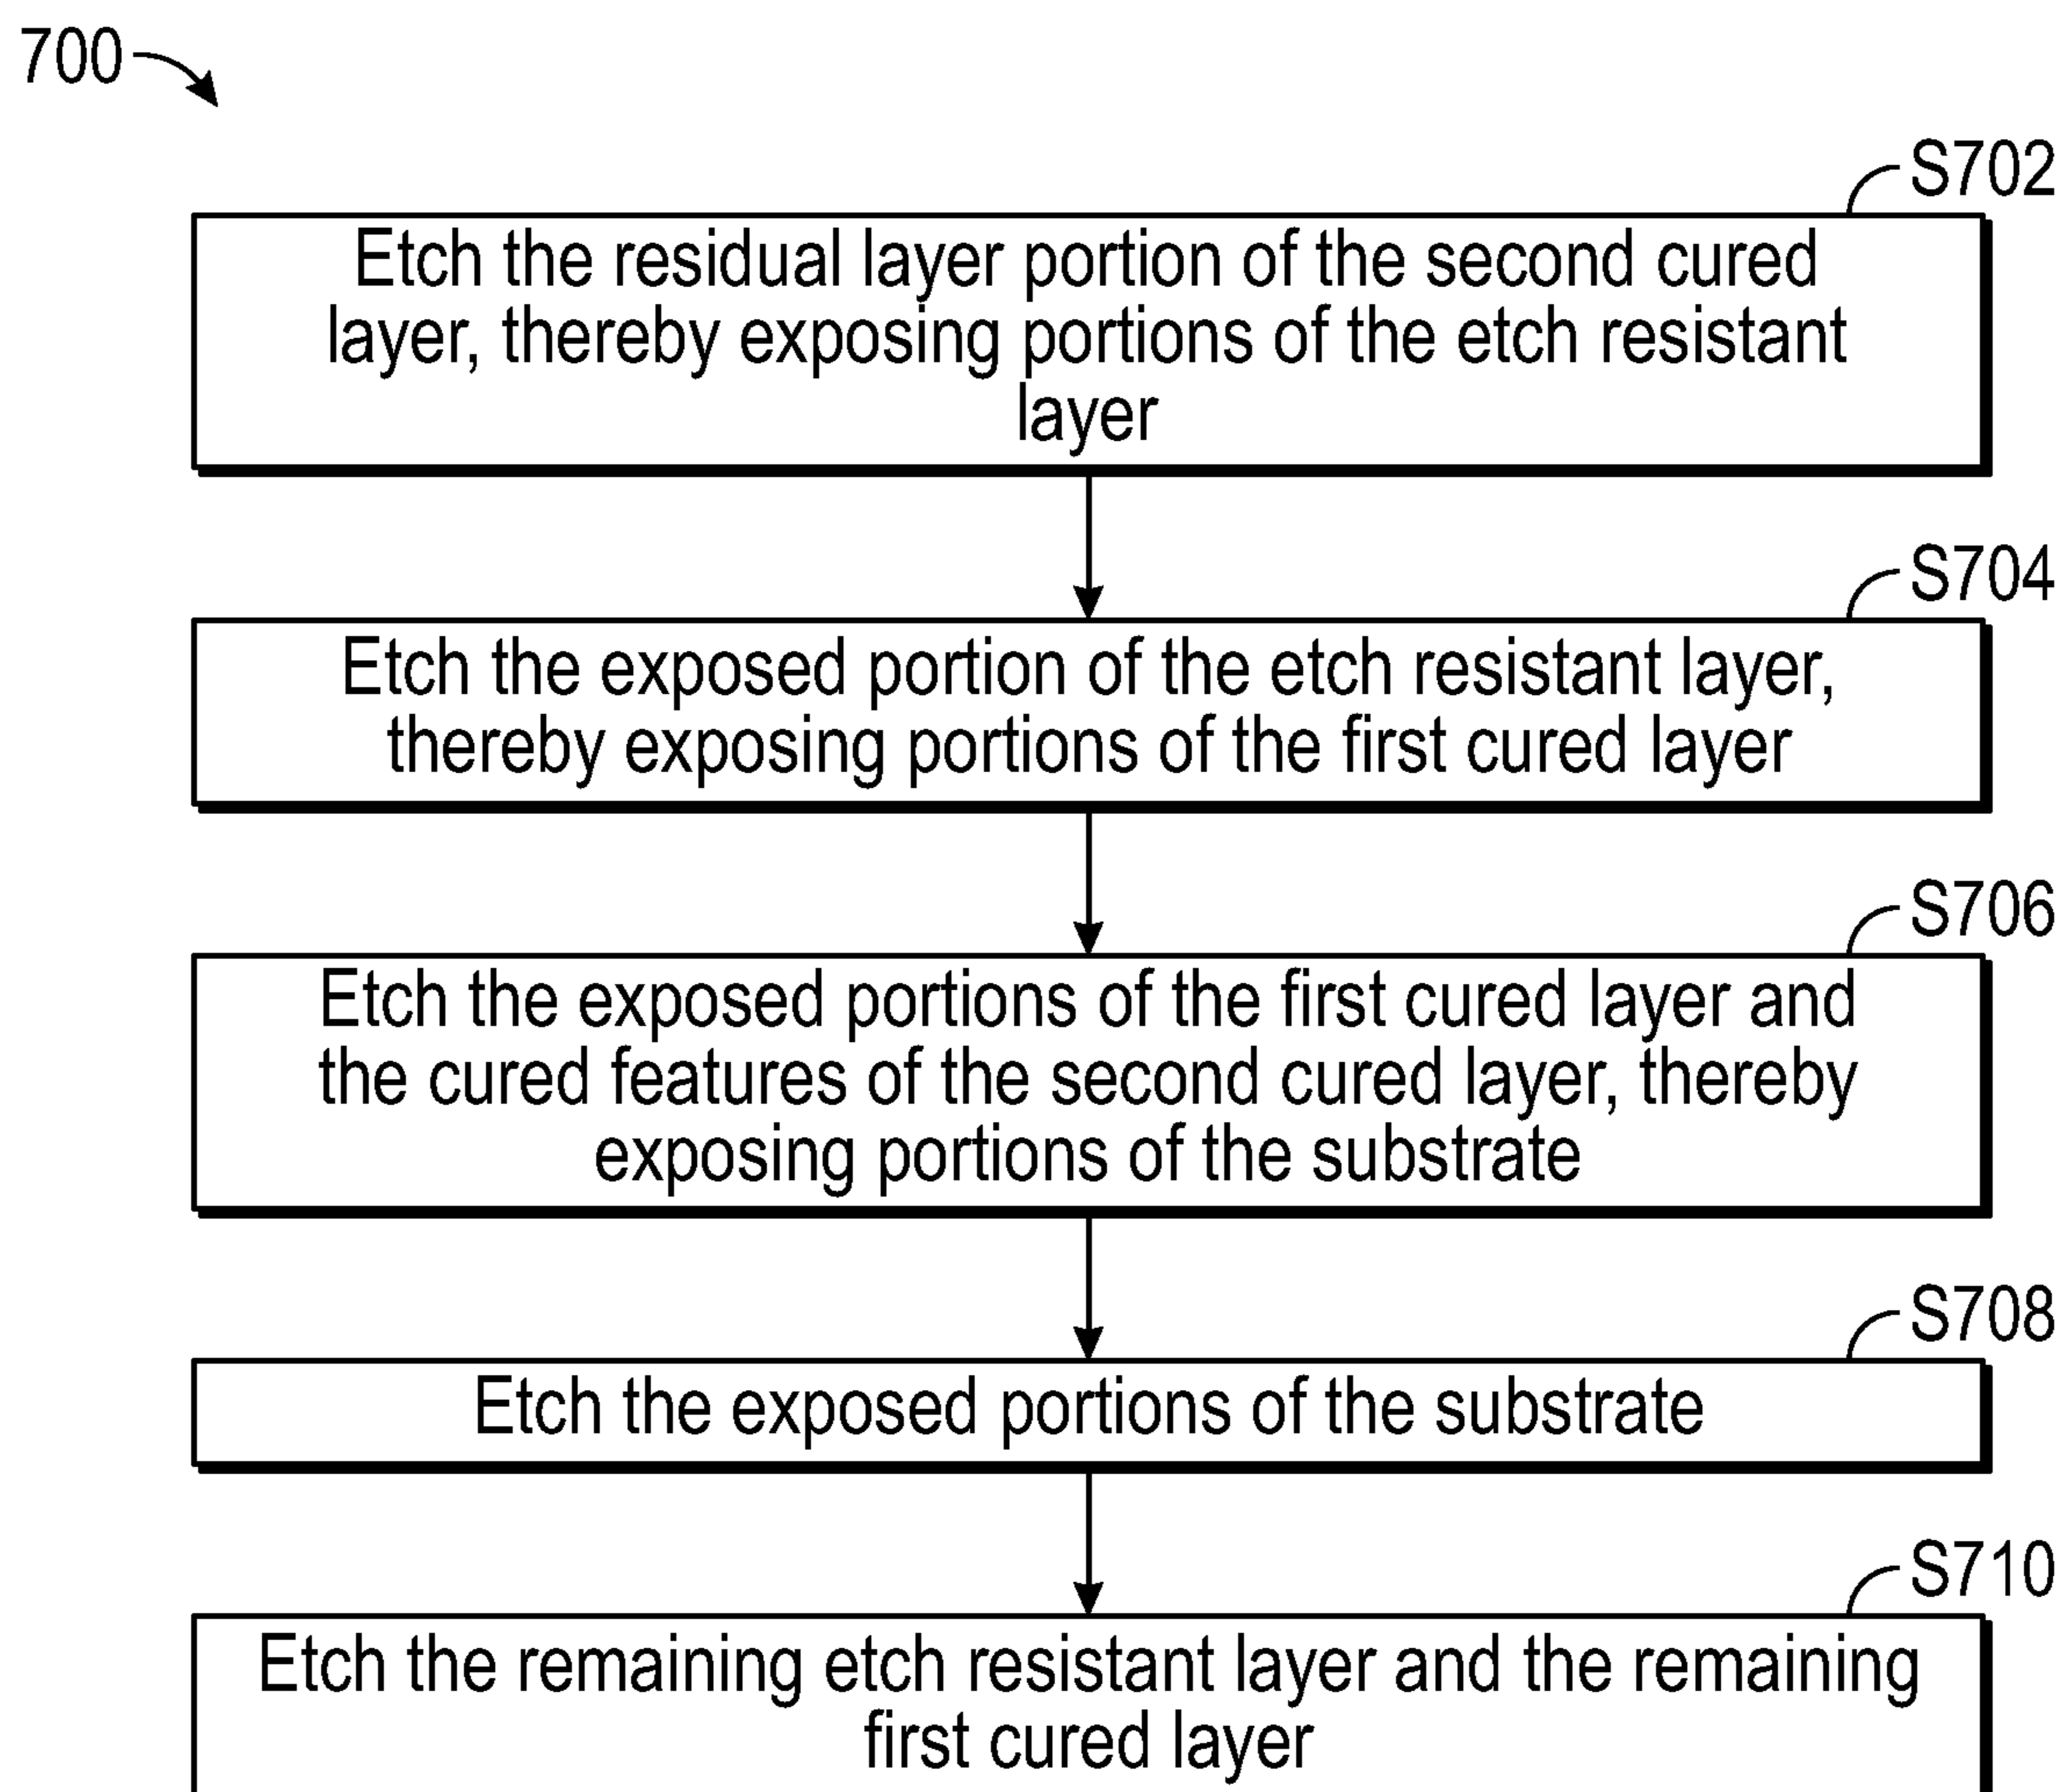 700
S702
Etch the residual layer portion of the second cured
layer, thereby exposing portions of the etch resistant
layer
S704
Etch the exposed portion of the etch resistant layer,
thereby exposing portions of the first cured layer
S706
Etch the exposed portions of the first cured layer and
the cured features of the second cured layer, thereby
exposing portions of the substrate
S708
Etch the exposed portions of the substrate
S710
Etch the remaining etch resistant layer and the remaining
first cured layer